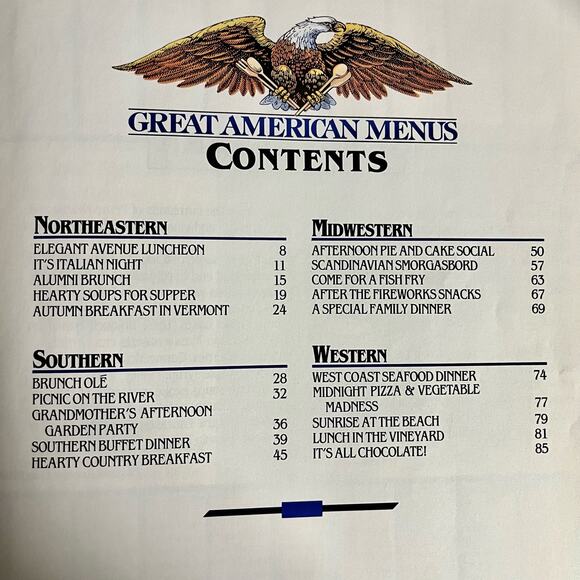 GREAT AMERICAN MENUS
CONTENTS
NORTHEASTERN
ELEGANT AVENUE LUNCHEON 8
IT'S ITALIAN NIGHT 11
ALUMNI BRUNCH 15
HEARTY SOUPS FOR SUPPER 19
AUTUMN BREAKFAST IN VERMONT 24
SOUTHERN
BRUNCH OLÉ 28
PICNIC ON THE RIVER 32
GRANDMOTHER'S AFTERNOON
GARDEN PARTY 36
SOUTHERN BUFFET DINNER 39
HEARTY COUNTRY BREAKFAST 45
MIDWESTERN
AFTERNOON PIE AND CAKE SOCIAL 50
SCANDINAVIAN SMORGASBORD 57
COME FOR A FISH FRY 63
AFTER THE FIREWORKS SNACKS 67
A SPECIAL FAMILY DINNER 69
WESTERN
WEST COAST SEAFOOD DINNER 74
MIDNIGHT PIZZA & VEGETABLE
MADNESS 77
SUNRISE AT THE BEACH 79
LUNCH IN THE VINEYARD 81
IT'S ALL CHOCOLATE! 85